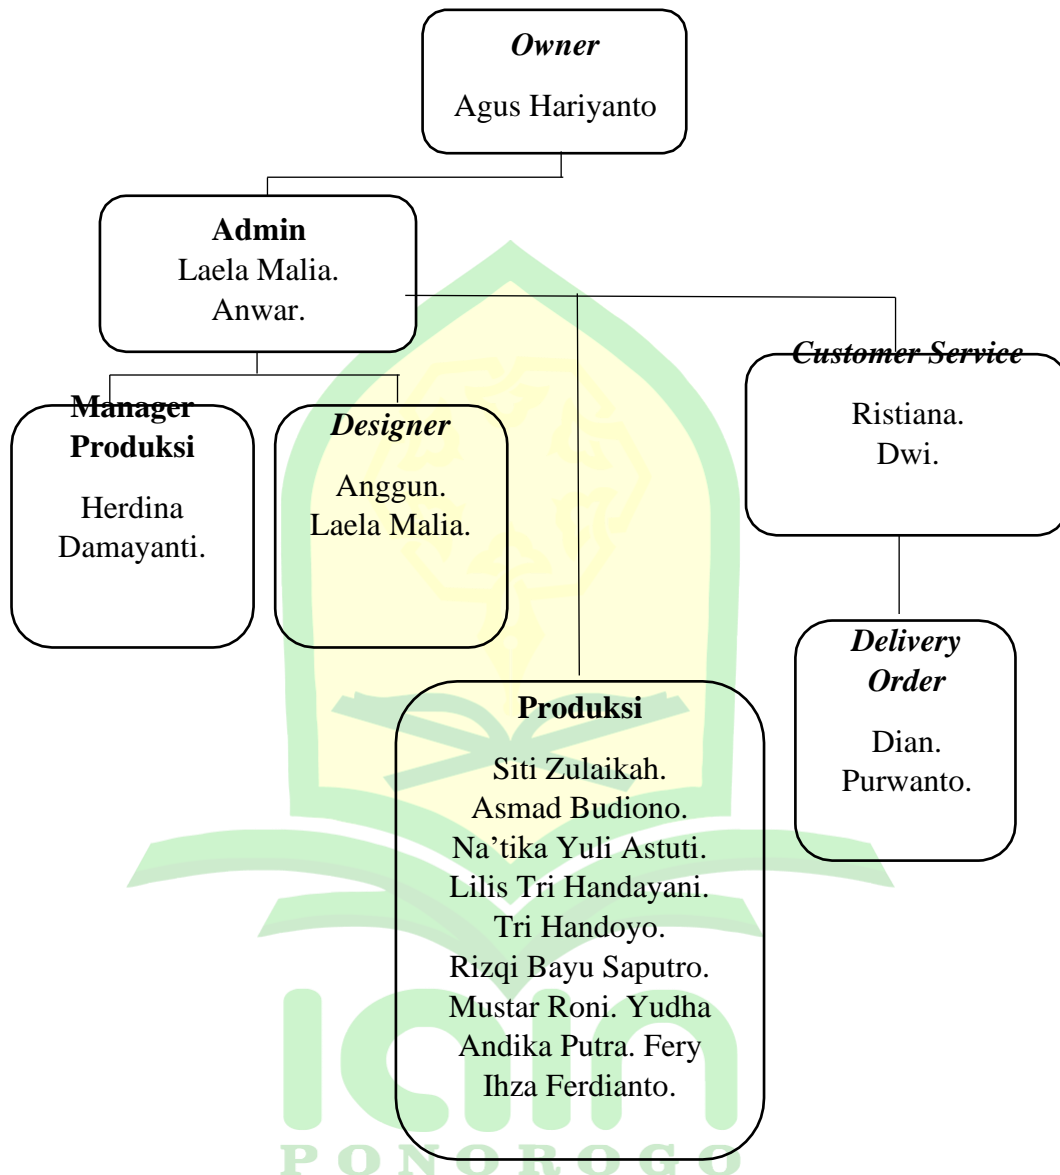 Owner
Agus Hariyanto
Admin
Laela Malia.
Anwar.
Customer Service
Ristiana.
Dwi.
Manager
Produksi
Herdina
Damayanti.
Designer
Anggun.
Laela Malia.
Delivery
Order
Dian.
Purwanto.
Produksi
Siti Zulaikah.
Asmad Budiono.
Na’tika Yuli Astuti.
Lilis Tri Handayani.
Tri Handoyo.
Rizqi Bayu Saputro.
Mustar Roni. Yudha
Andika Putra. Fery
Ihza Ferdianto.
iain
PONOROGO